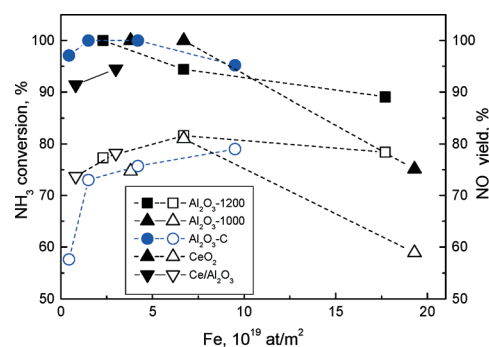 100
90
80
70
60
50
NH3 conversion, %
100
90
80
70
60
50
NO yield. %
Al2O3-1200
Al2O3-1000
Al2O3-C
CeO2
Ce/Al2O3
0 5 10 15 20
Fe, 10^19 at/m^2